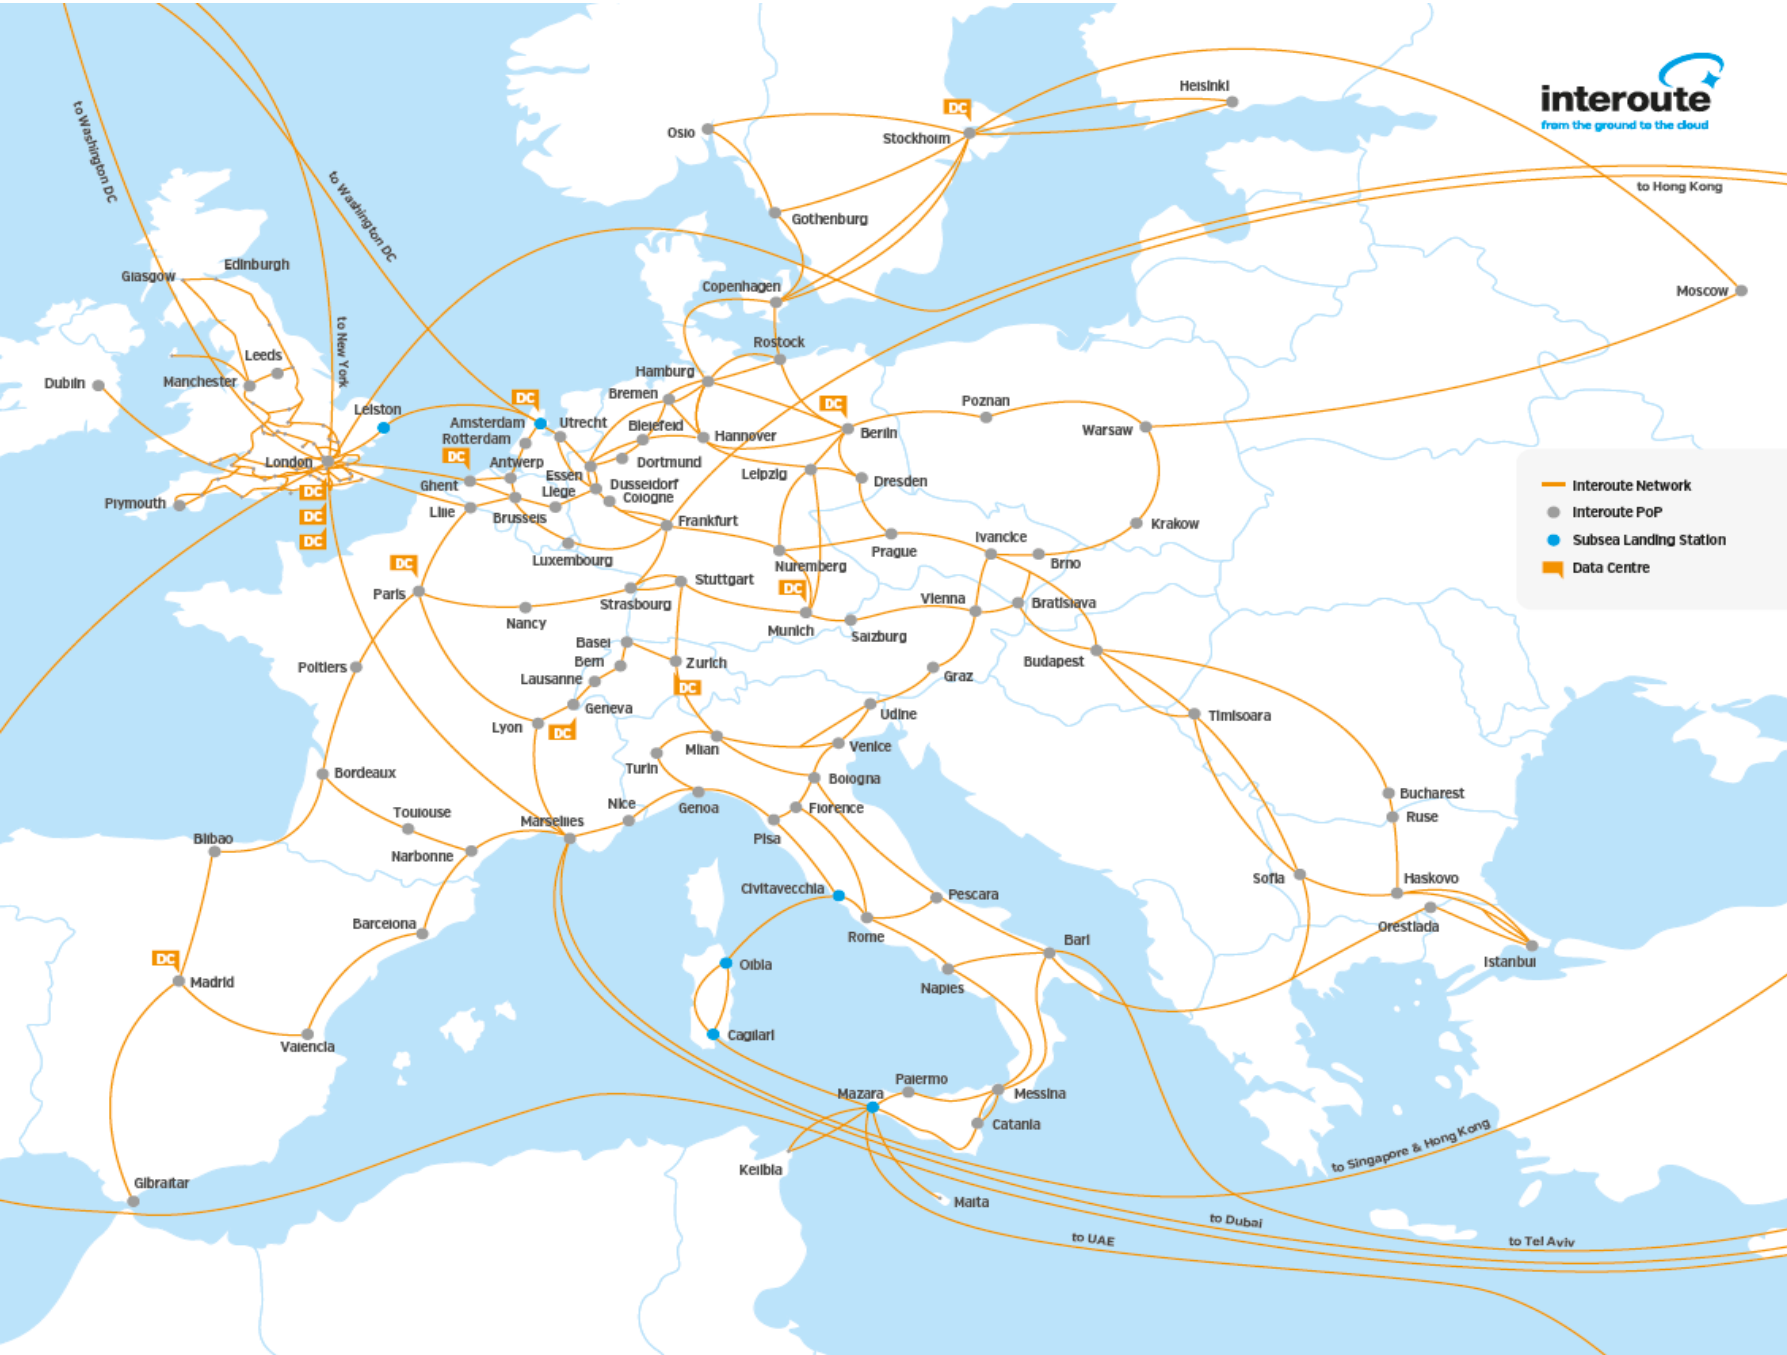 interoute
from the ground to the cloud
to Washington DC
to Washington DC
to New York
to Hong Kong
Helsinki
DC
Oslo
Stockholm
Gothenburg
Moscow
Glasgow
Edinburgh
Copenhagen
Rostock
Leeds
Dublin
Manchester
Hamburg
Bremen
DC
DC
Leiston
Amsterdam
Utrecht
Rotterdam
Bielefeld
Hannover
Berlin
Poznan
Warsaw
London
DC
Antwerp
Essen
Dortmund
Leipzig
Dresden
Ghent
Liege
Dusseldorf
Cologne
Plymouth
DC
DC
DC
Lille
Brussels
Frankfurt
Krakow
Interoute Network
Interoute PoP
Subsea Landing Station
Data Centre
Luxembourg
Nuremberg
Prague
Ivancice
Brno
DC
Paris
Stuttgart
Strasbourg
DC
Nancy
Munich
Salzburg
Vienna
Bratislava
Basel
Bern
Zurich
Budapest
Poitiers
Lausanne
DC
Graz
Geneva
Lyon
DC
Udine
Timisoara
Milan
Venice
Turin
Bologna
Bordeaux
Nice
Genoa
Florence
Bucharest
Toulouse
Marseilles
Pisa
Ruse
Bilbao
Narbonne
Civitavecchia
Pescara
Sofia
Haskovo
Barcelona
Rome
Bari
Orestiada
DC
Madrid
Olbia
Naples
Istanbul
Valencia
Cagliari
Palermo
Mazara
Messina
Catania
to Singapore & Hong Kong
Kelibia
Gibraltar
Malta
to Dubai
to UAE
to Tel Aviv